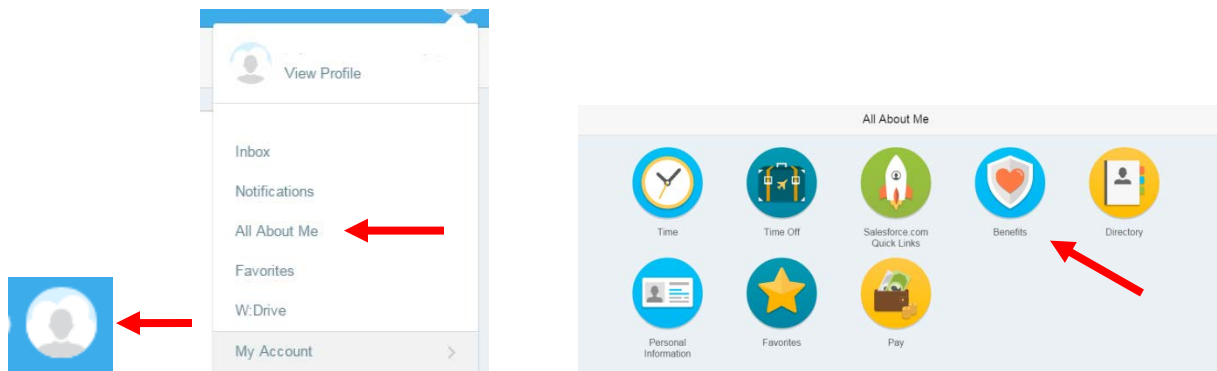 View Profile
Inbox
Notifications
All About Me
Favorites
W:Drive
My Account
All About Me
Time
Time Off
Salesforce.com
Quick Links
Benefits
Directory
Personal
Information
Favorites
Pay